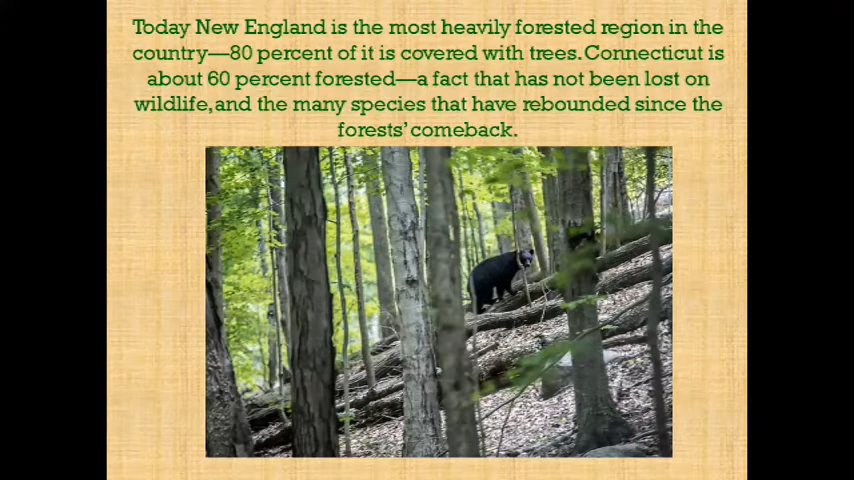 Today New England is the most heavily forested region in the
country—80 percent of it is covered with trees. Connecticut is
about 60 percent forested—a fact that has not been lost on
wildlife, and the many species that have rebounded since the
forests' comeback.